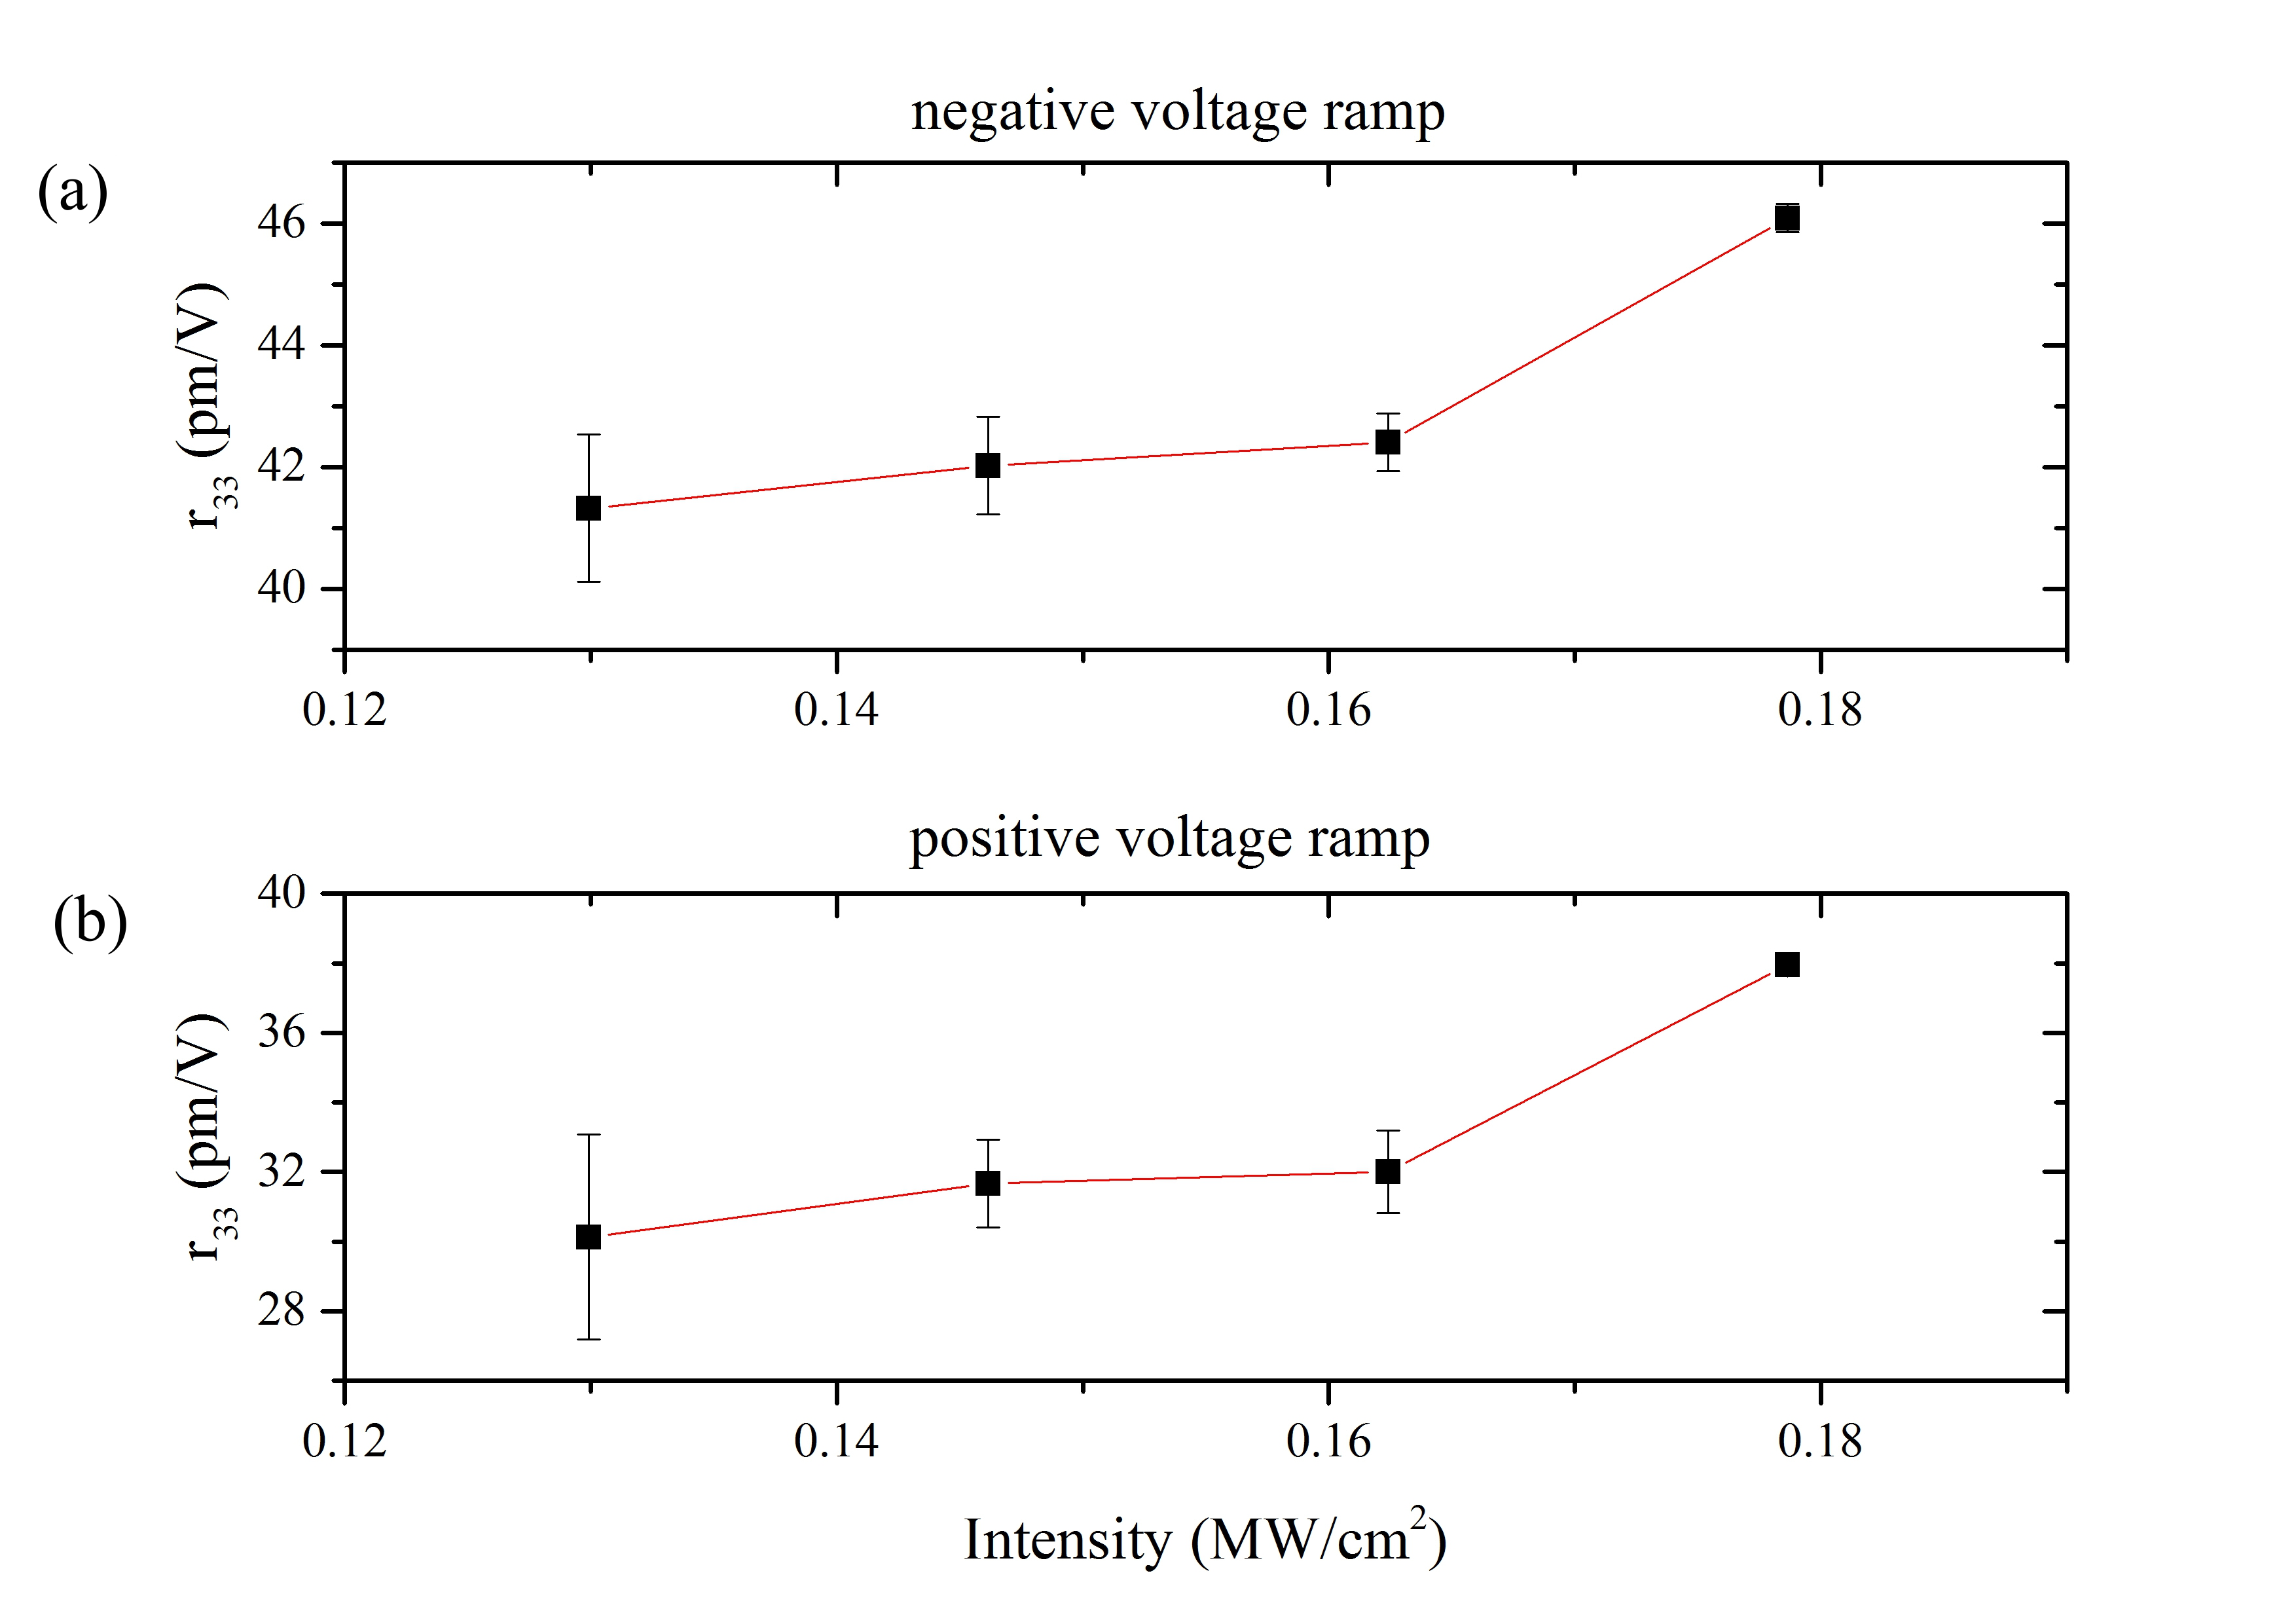 negative voltage ramp
(a)
46
44
42
40
r33 (pm/V)
0.12 0.14 0.16 0.18
positive voltage ramp
(b)
40
36
32
28
r33 (pm/V)
0.12 0.14 0.16 0.18
Intensity (MW/cm²)